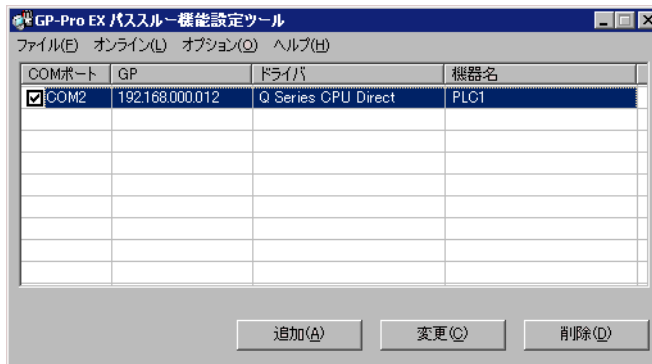 GP-Pro EX パススルー機能設定ツール
ファイル(F) オンライン(L) オプション(O) ヘルプ(H)
COMポート GP ドライバ 機器名
COM2 192.168.000.012 Q Series CPU Direct PLC1
追加(A) 変更(C) 削除(D)